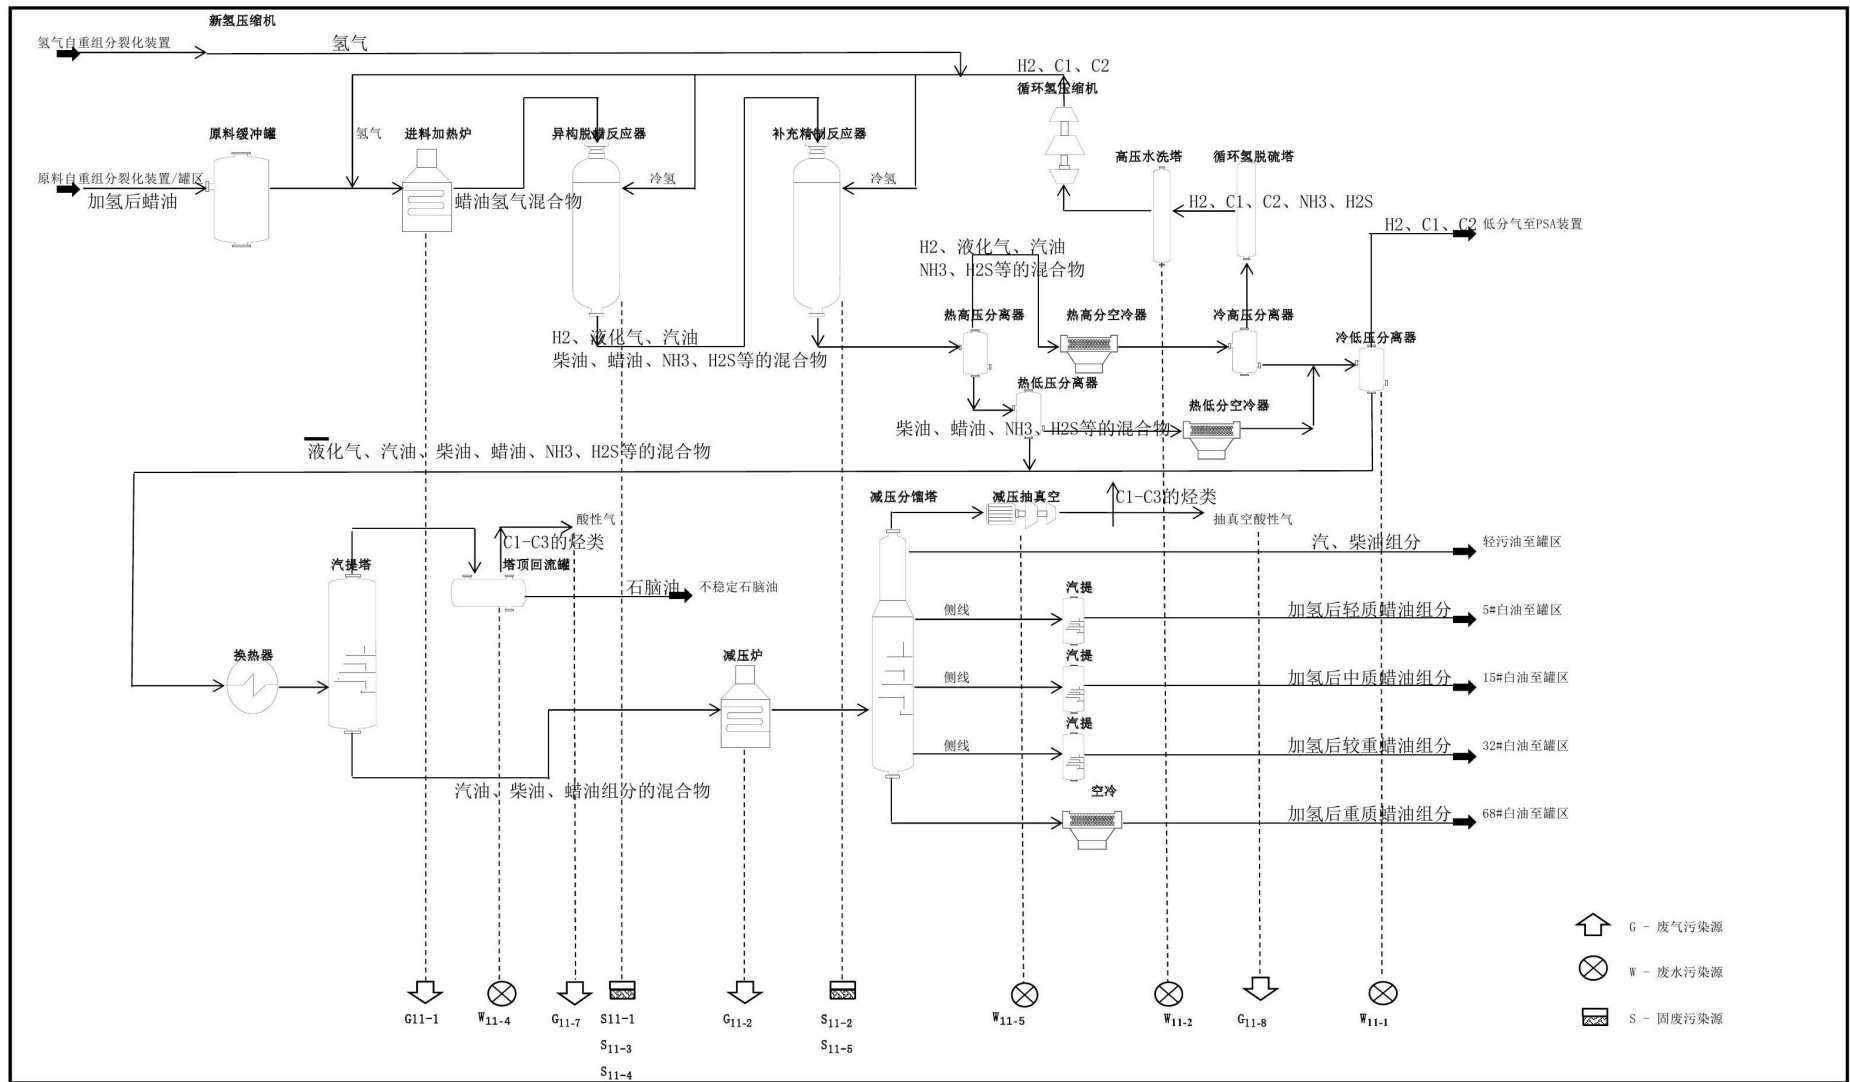 新氢压缩机
氢气自重组分裂化装置
氢气
H2、C1、C2
循环氢压缩机
原料缓冲罐
氢气
进料加热炉
异构脱蜡反应器
补充精制反应器
高压水洗塔
循环氢脱硫塔
原料自重组分裂化装置/罐区
加氢后蜡油
蜡油氢气混合物
冷氢
冷氢
H2、C1、C2、NH3、H2S
H2、C1、C2
低分气至PSA装置
H2、液化气、汽油
NH3、H2S等的混合物
热高压分离器
热高分空冷器
冷高压分离器
冷低压分离器
H2、液化气、汽油
柴油、蜡油、NH3、H2S等的混合物
热低压分离器
热低分空冷器
柴油、蜡油、NH3、H2S等的混合物
液化气、汽油、柴油、蜡油、NH3、H2S等的混合物
减压分馏塔
减压抽真空
C1-C3的烃类
抽真空酸性气
酸性气
C1-C3的烃类
汽、柴油组分
轻污油至罐区
汽提塔
塔顶回流罐
石脑油
不稳定石脑油
汽提
侧线
加氢后轻质蜡油组分
5#白油至罐区
换热器
减压炉
汽提
侧线
加氢后中质蜡油组分
15#白油至罐区
汽提
侧线
加氢后较重蜡油组分
32#白油至罐区
汽油、柴油、蜡油组分的混合物
空冷
加氢后重质蜡油组分
68#白油至罐区
G - 废气污染源
W - 废水污染源
S - 固废污染源
G11-1
W11-4
G11-7
S11-1
S11-3
S11-4
G11-2
S11-2
S11-5
W11-5
W11-2
G11-8
W11-1